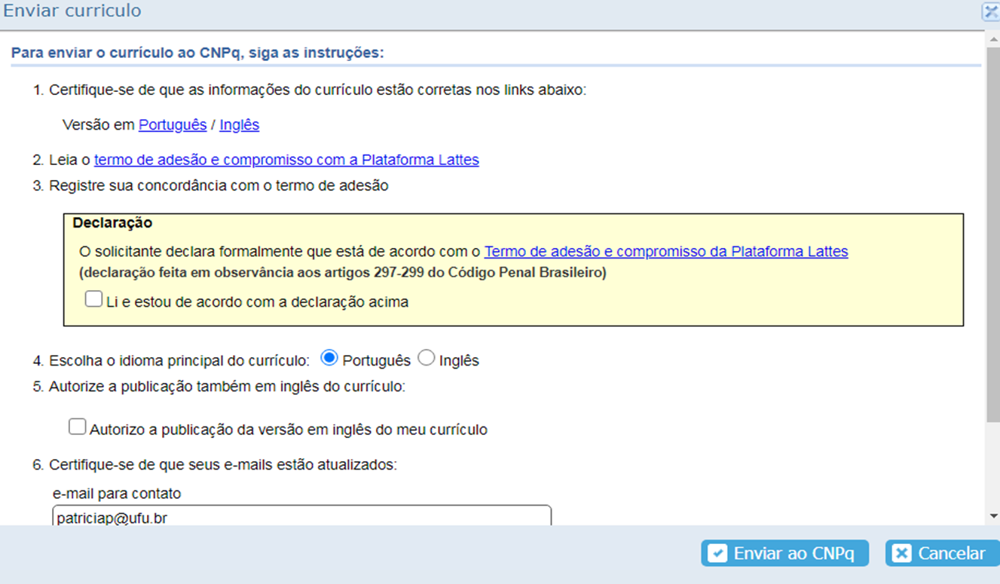 Enviar curriculo
Para enviar o currículo ao CNPq, siga as instruções:
1. Certifique-se de que as informações do currículo estão corretas nos links abaixo:
Versão em Português / Inglês
2. Leia o termo de adesão e compromisso com a Plataforma Lattes
3. Registre sua concordância com o termo de adesão
Declaração
O solicitante declara formalmente que está de acordo com o Termo de adesão e compromisso da Plataforma Lattes
(declaração feita em observância aos artigos 297-299 do Código Penal Brasileiro)
Li e estou de acordo com a declaração acima
4. Escolha o idioma principal do currículo: Português Inglês
5. Autorize a publicação também em inglês do currículo:
Autorizo a publicação da versão em inglês do meu currículo
6. Certifique-se de que seus e-mails estão atualizados:
e-mail para contato
patriciap@ufu.br
Enviar ao CNPq Cancelar